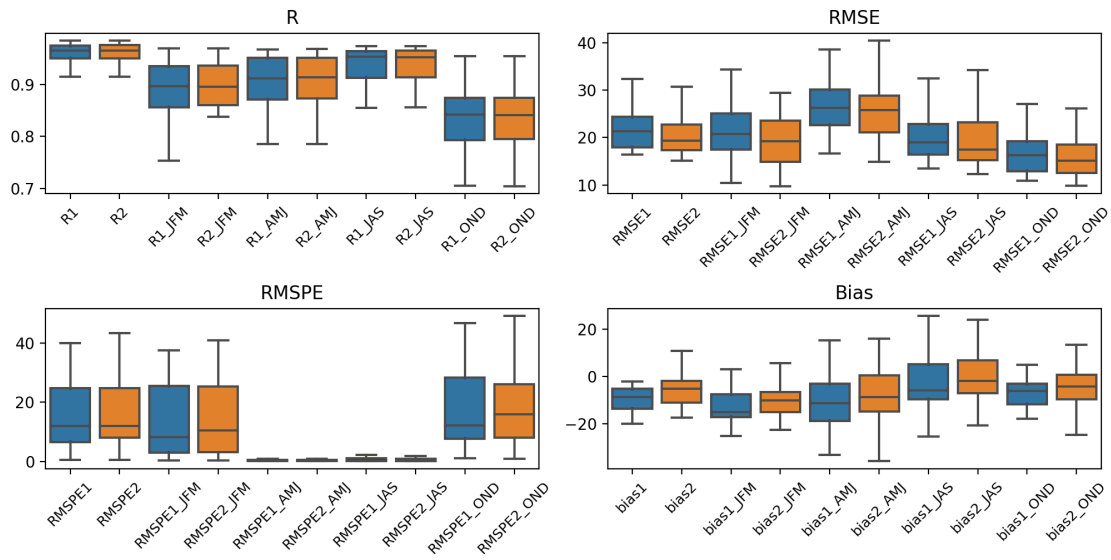 R
0.9
0.8
0.7
R1
R2
R1_JFM
R2_JFM
R1_AMJ
R2_AMJ
R1_JAS
R2_JAS
R1_OND
R2_OND
RMSE
40
30
20
10
RMSE1
RMSE2
RMSE1_JFM
RMSE2_JFM
RMSE1_AMJ
RMSE2_AMJ
RMSE1_JAS
RMSE2_JAS
RMSE1_OND
RMSE2_OND
RMSPE
40
20
0
RMSPE1
RMSPE2
RMSPE1_JFM
RMSPE2_JFM
RMSPE1_AMJ
RMSPE2_AMJ
RMSPE1_JAS
RMSPE2_JAS
RMSPE1_OND
RMSPE2_OND
Bias
20
0
−20
bias1
bias2
bias1_JFM
bias2_JFM
bias1_AMJ
bias2_AMJ
bias1_JAS
bias2_JAS
bias1_OND
bias2_OND